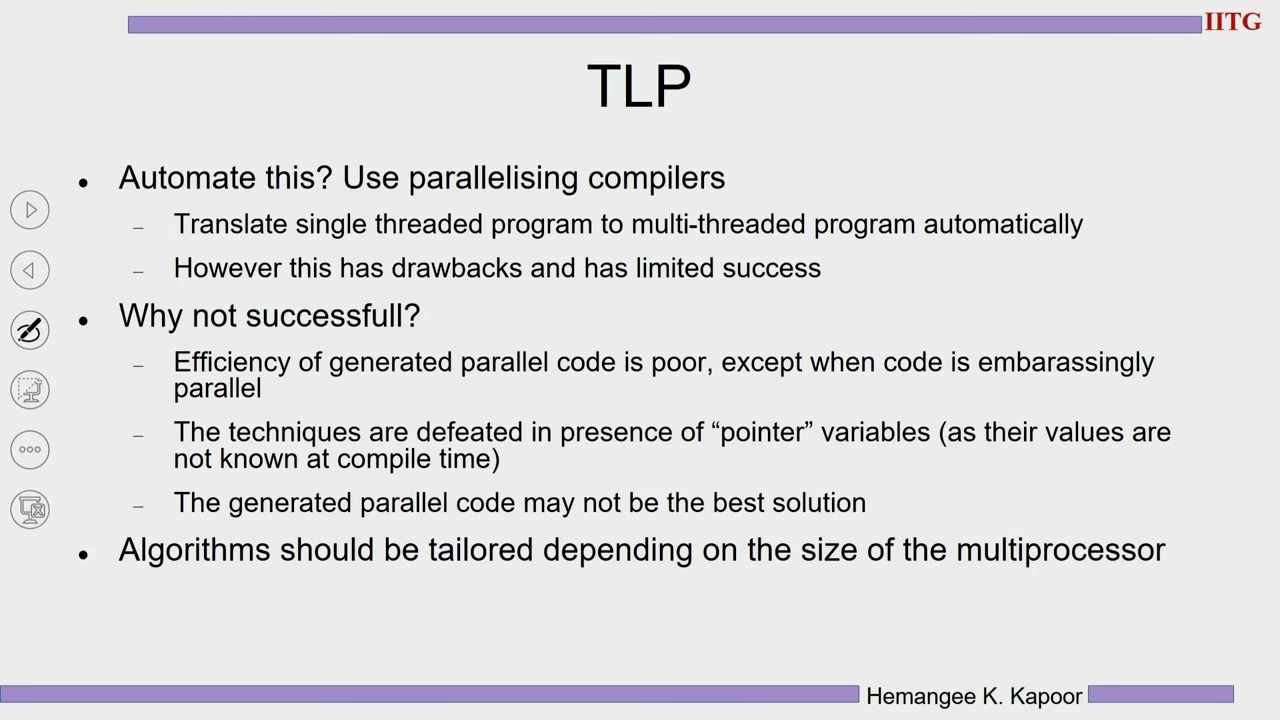 IITG
TLP
• Automate this? Use parallelising compilers
– Translate single threaded program to multi-threaded program automatically
– However this has drawbacks and has limited success
• Why not successfull?
– Efficiency of generated parallel code is poor, except when code is embarassingly
parallel
– The techniques are defeated in presence of “pointer” variables (as their values are
not known at compile time)
– The generated parallel code may not be the best solution
• Algorithms should be tailored depending on the size of the multiprocessor
Hemangee K. Kapoor